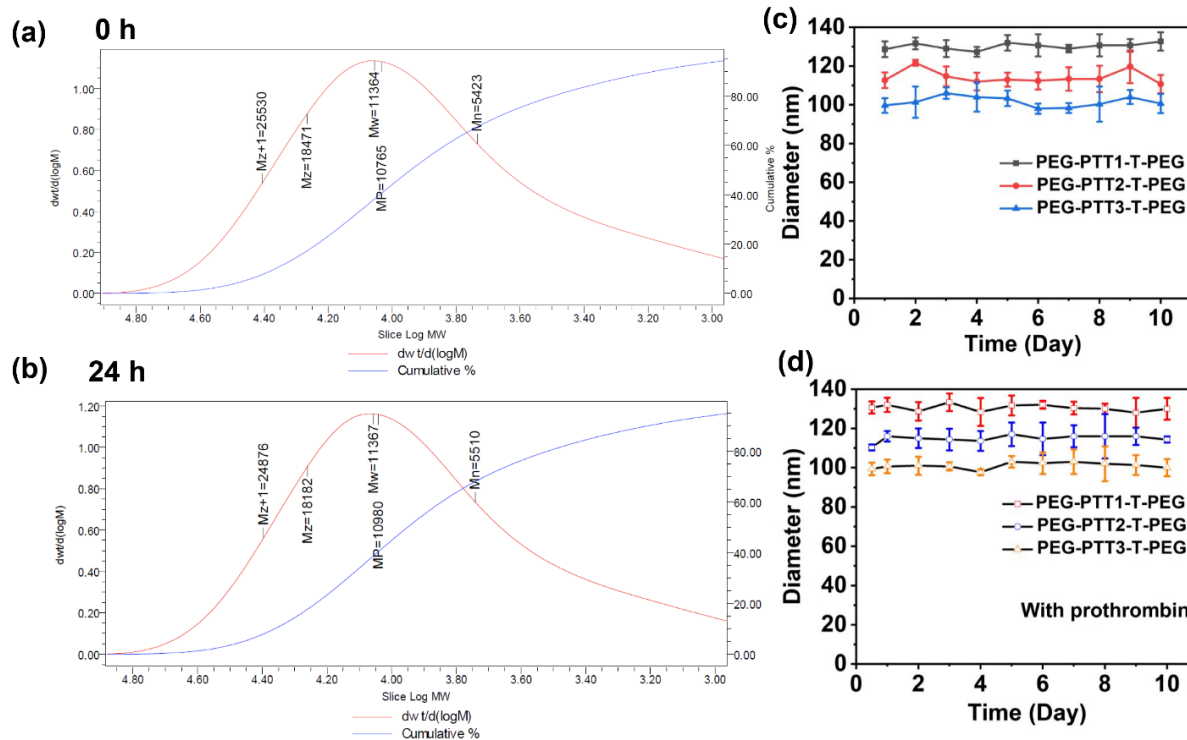 (a) 0 h
dwt/d(logM)
1.00
0.80
0.60
0.40
0.20
0.00
Mz+1=25530
Mz=18471
Mw=11364
MP=10765
Mn=5423
80.00
60.00
40.00
20.00
0.00
Cumulative %
4.80 4.60 4.40 4.20 4.00 3.80 3.60 3.40 3.20 3.00
Slice Log MW
dwt/d(logM)
Cumulative %
(b) 24 h
dwt/d(logM)
1.20
1.00
0.80
0.60
0.40
0.20
0.00
Mz+1=24876
Mz=18182
Mw=11367
MP=10980
Mn=5510
80.00
60.00
40.00
20.00
0.00
4.80 4.60 4.40 4.20 4.00 3.80 3.60 3.40 3.20 3.00
Slice Log MW
dwt/d(logM)
Cumulative %
(c)
Diameter (nm)
140
120
100
80
60
40
20
0
PEG-PTT1-T-PEG
PEG-PTT2-T-PEG
PEG-PTT3-T-PEG
0 2 4 6 8 10
Time (Day)
(d)
Diameter (nm)
140
120
100
80
60
40
20
0
PEG-PTT1-T-PEG
PEG-PTT2-T-PEG
PEG-PTT3-T-PEG
With prothrombin
0 2 4 6 8 10
Time (Day)